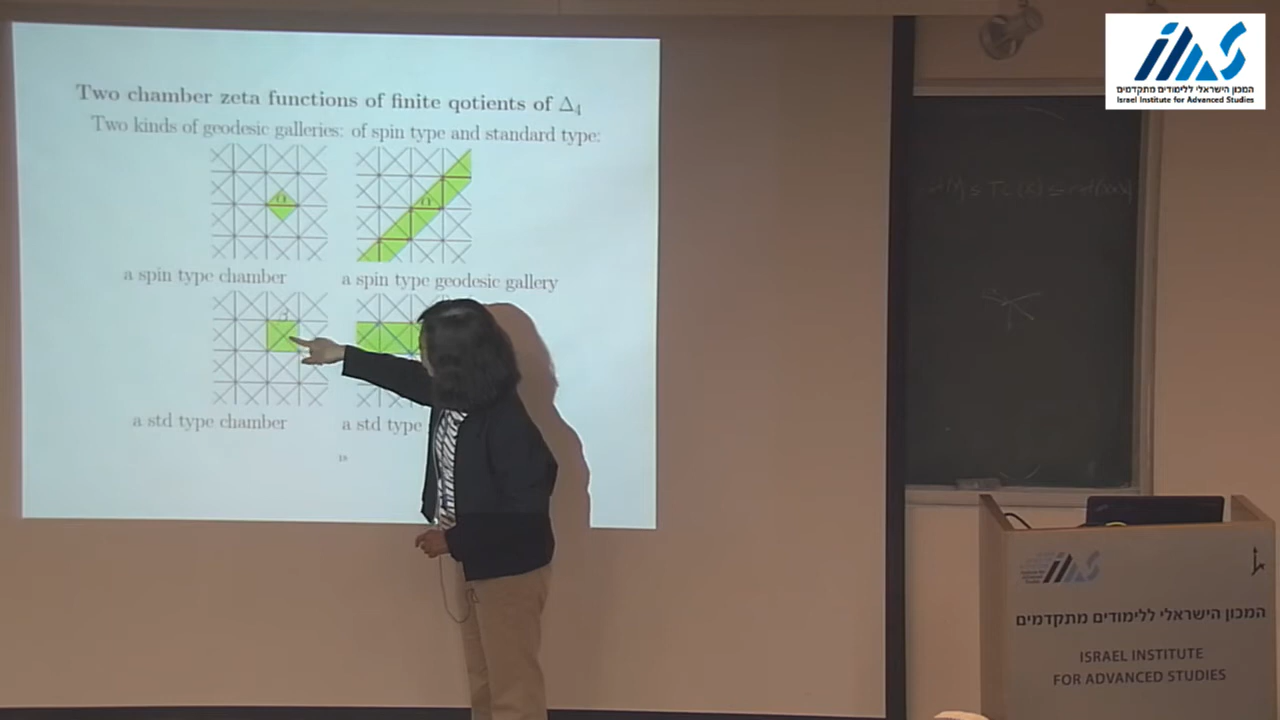 Two chamber zeta functions of finite qotients of Δ₄
Two kinds of geodesic galleries: of spin type and standard type:
a spin type chamber
a spin type geodesic gallery
a std type chamber
a std type
18
המכון הישראלי ללימודים מתקדמים
Israel Institute for Advanced Studies
המכון הישראלי ללימודים מתקדמים
ISRAEL INSTITUTE
FOR ADVANCED STUDIES